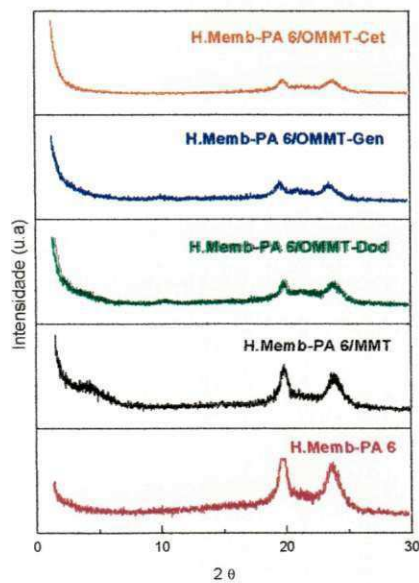 H.Memb-PA 6/OMMT-Cet
H.Memb-PA 6/OMMT-Gen
H.Memb-PA 6/OMMT-Dod
H.Memb-PA 6/MMT
H.Memb-PA 6
Intensidade (u.a)
0 10 20 30
2 θ